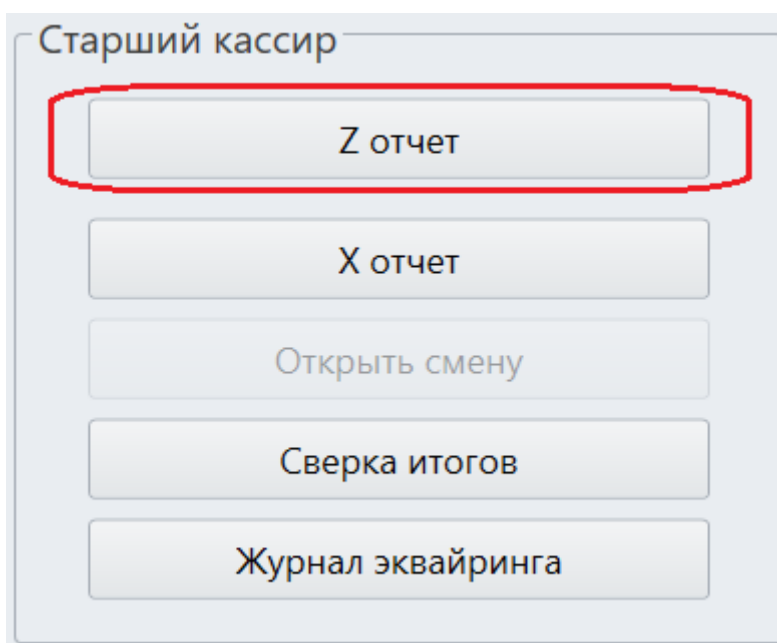 Старший кассир
Z отчет
X отчет
Открыть смену
Сверка итогов
Журнал эквайринга